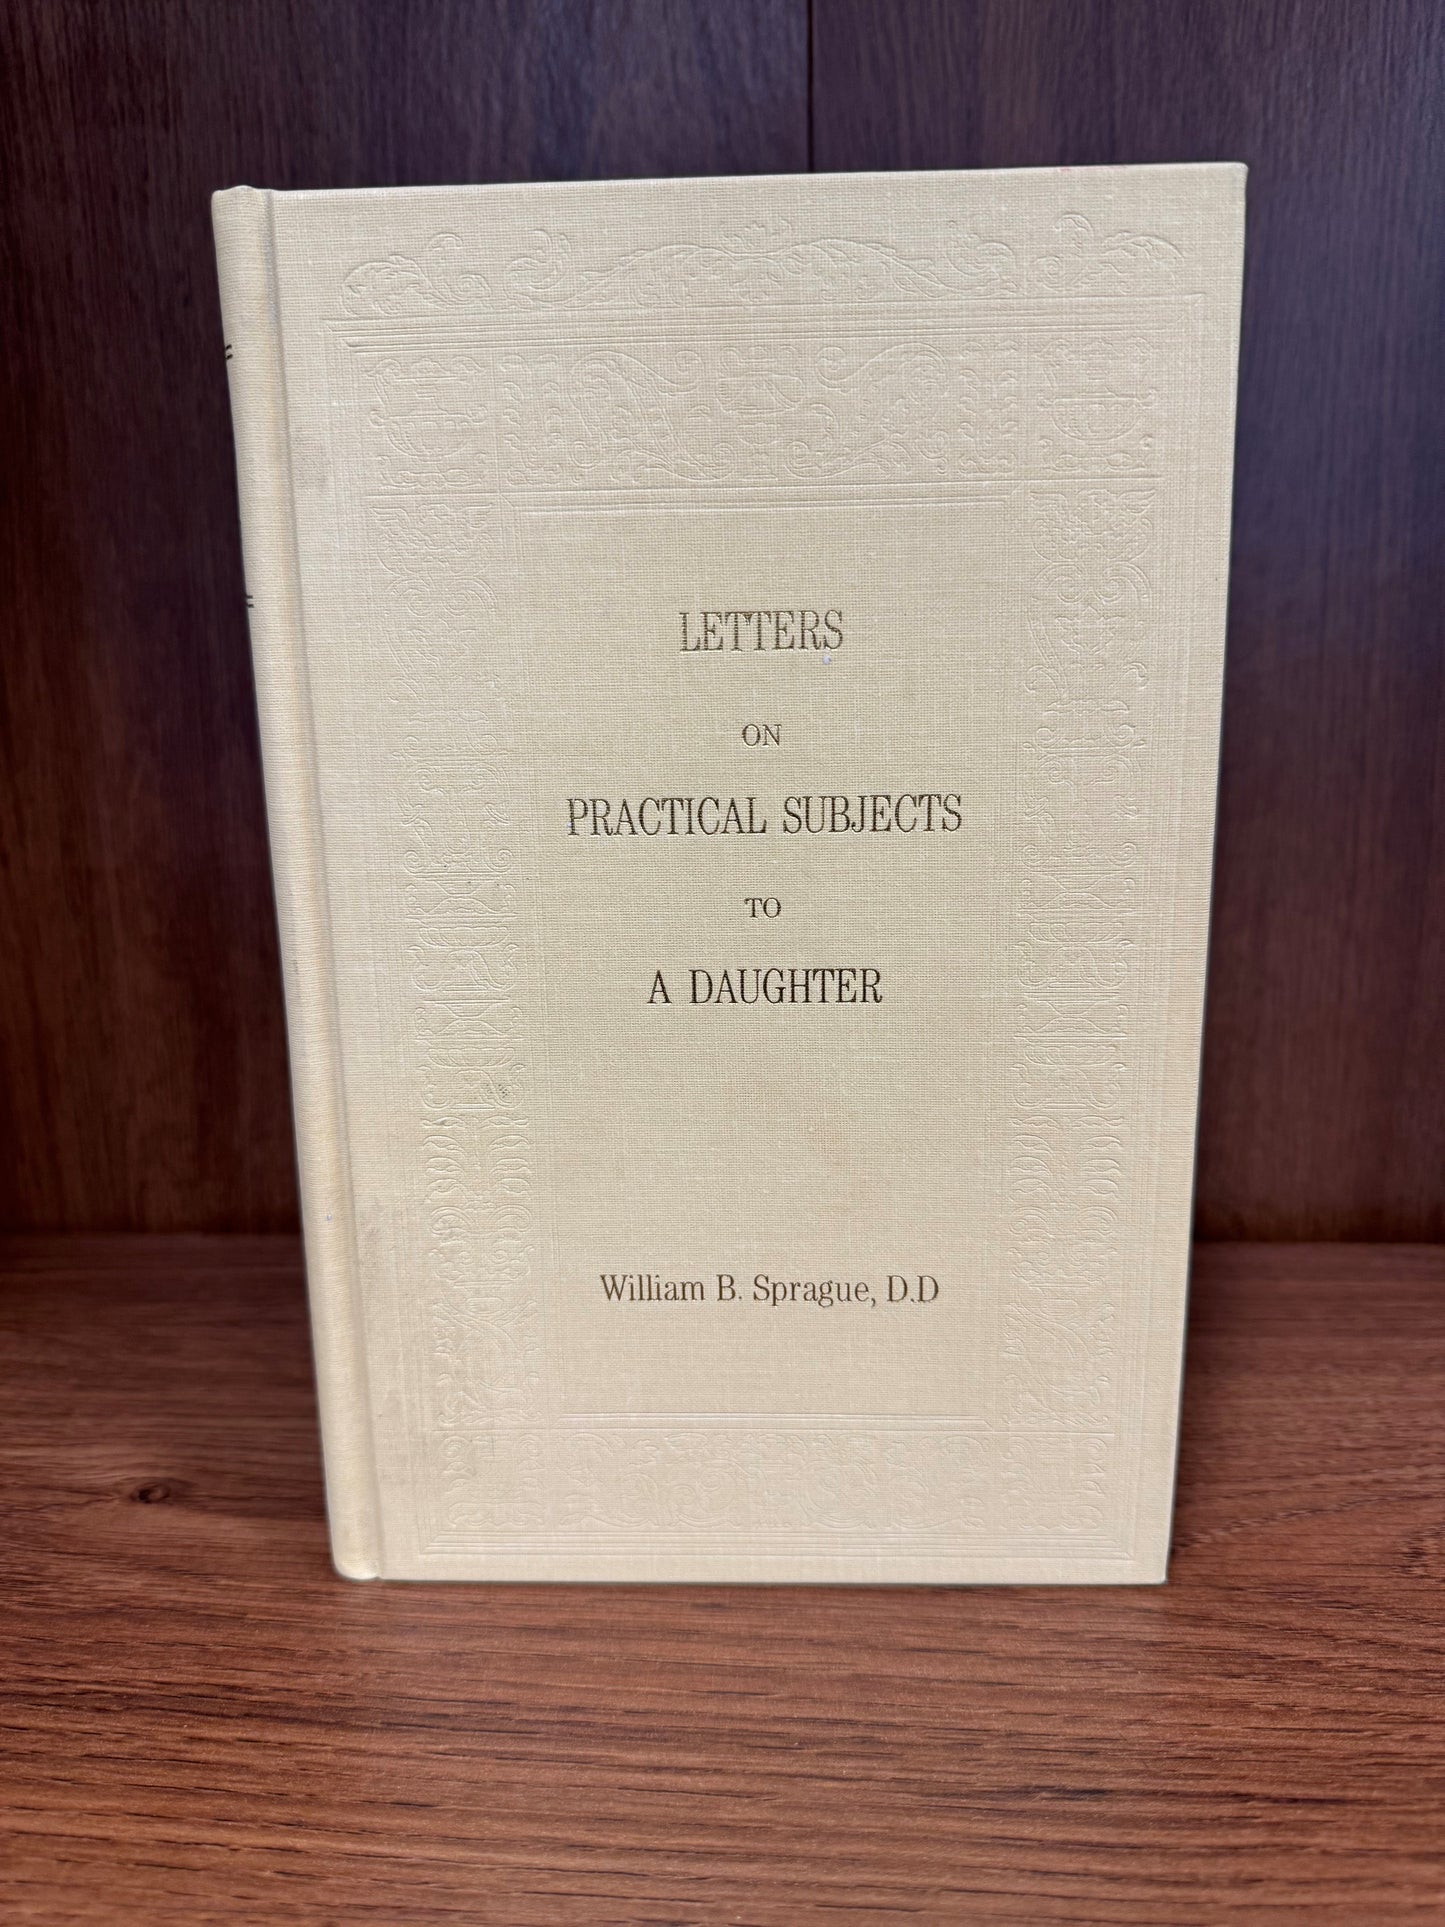 LETTERS
ON
PRACTICAL SUBJECTS
TO
A DAUGHTER
William B. Sprague, D.D